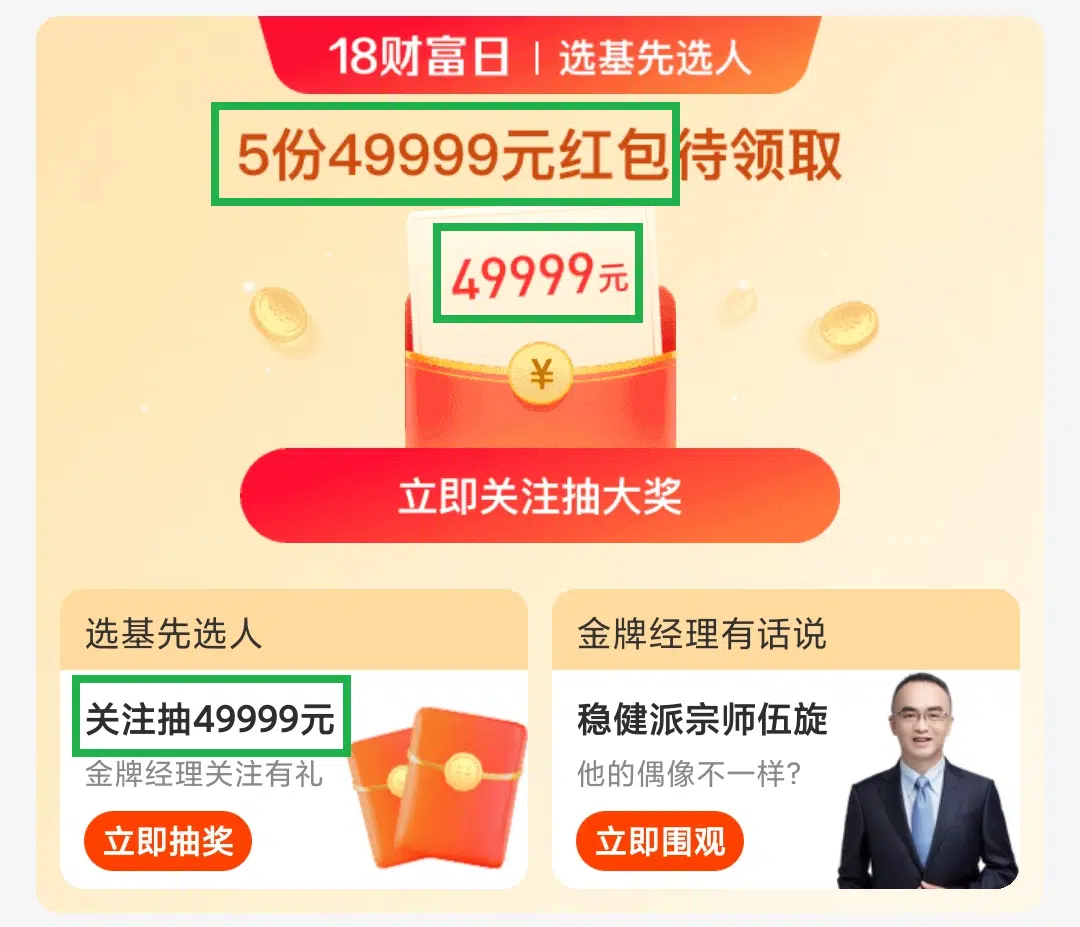 18财富日 | 选基先选人
5份49999元红包待领取
49999元
¥
立即关注抽大奖
选基先选人
关注抽49999元
金牌经理关注有礼
立即抽奖
金牌经理有话说
稳健派宗师伍旋
他的偶像不一样?
立即围观